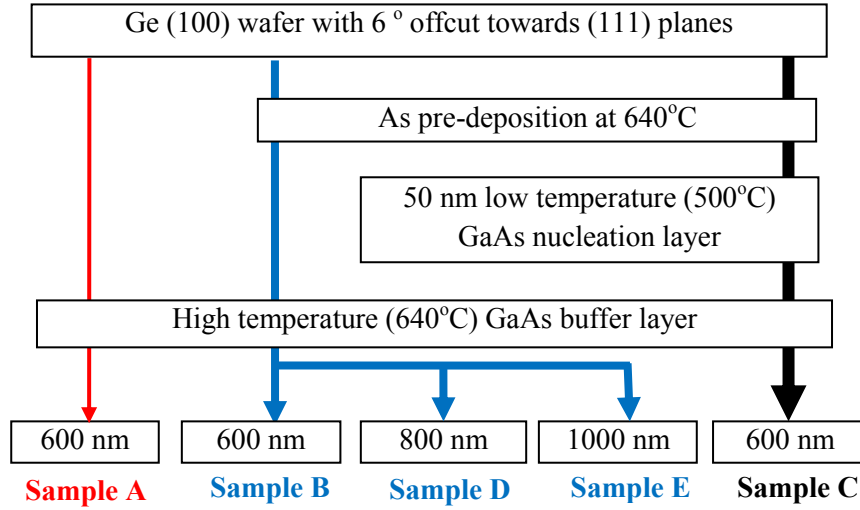 Ge (100) wafer with 6 ° offcut towards (111) planes
As pre-deposition at 640°C
50 nm low temperature (500°C)
GaAs nucleation layer
High temperature (640°C) GaAs buffer layer
600 nm
600 nm
800 nm
1000 nm
600 nm
Sample A
Sample B
Sample D
Sample E
Sample C